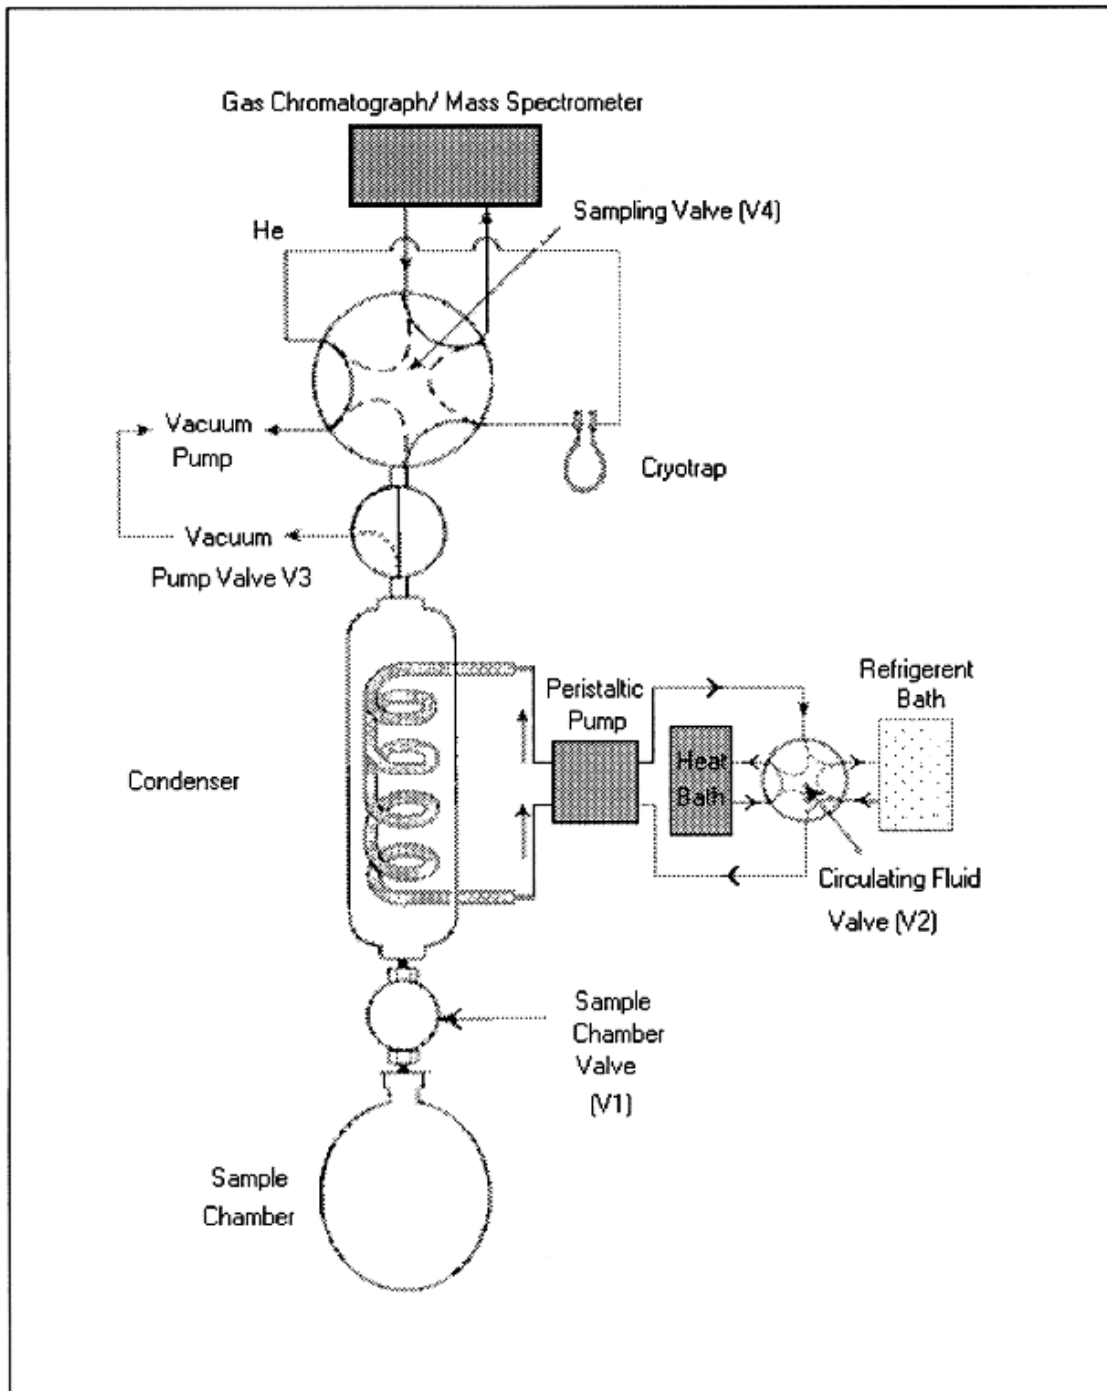 Gas Chromatograph/ Mass Spectrometer
Sampling Valve (V4)
He
Vacuum
Pump
Cryotrap
Vacuum
Pump Valve V3
Refrigerent
Bath
Peristaltic
Pump
Heat
Bath
Condenser
Circulating Fluid
Valve (V2)
Sample
Chamber
Valve
(V1)
Sample
Chamber